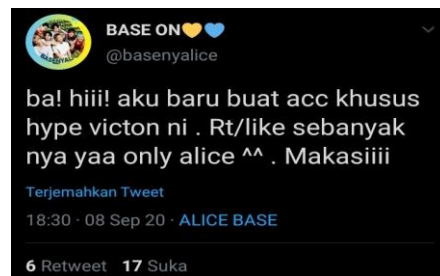 BASE ON💛💙
@basenyalice
ba! hiii! aku baru buat acc khusus
hype victon ni . Rt/like sebanyak
nya yaa only alice ^^ . Makasiiii
Terjemahkan Tweet
18:30 · 08 Sep 20 · ALICE BASE
6 Retweet 17 Suka